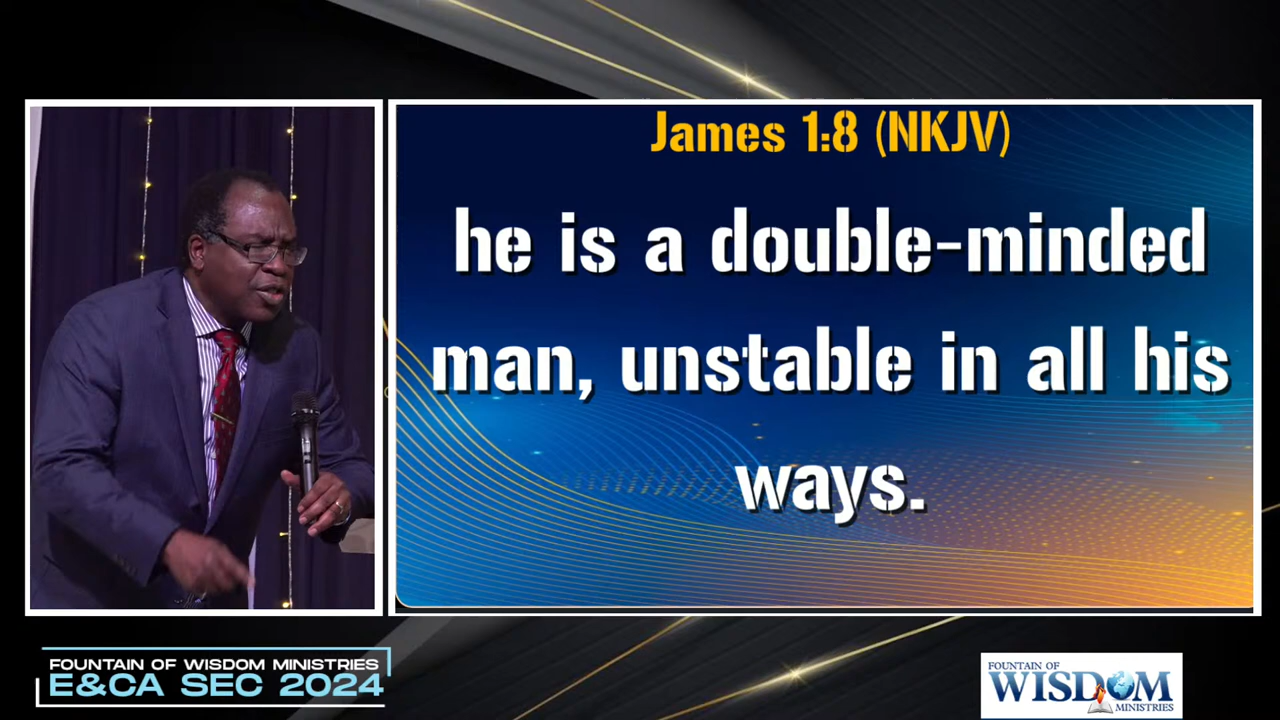 James 1:8 (NKJV)
he is a double-minded
man, unstable in all his
ways.
FOUNTAIN OF WISDOM MINISTRIES
E&CA SEC 2024
FOUNTAIN OF
WISDOM
MINISTRIES